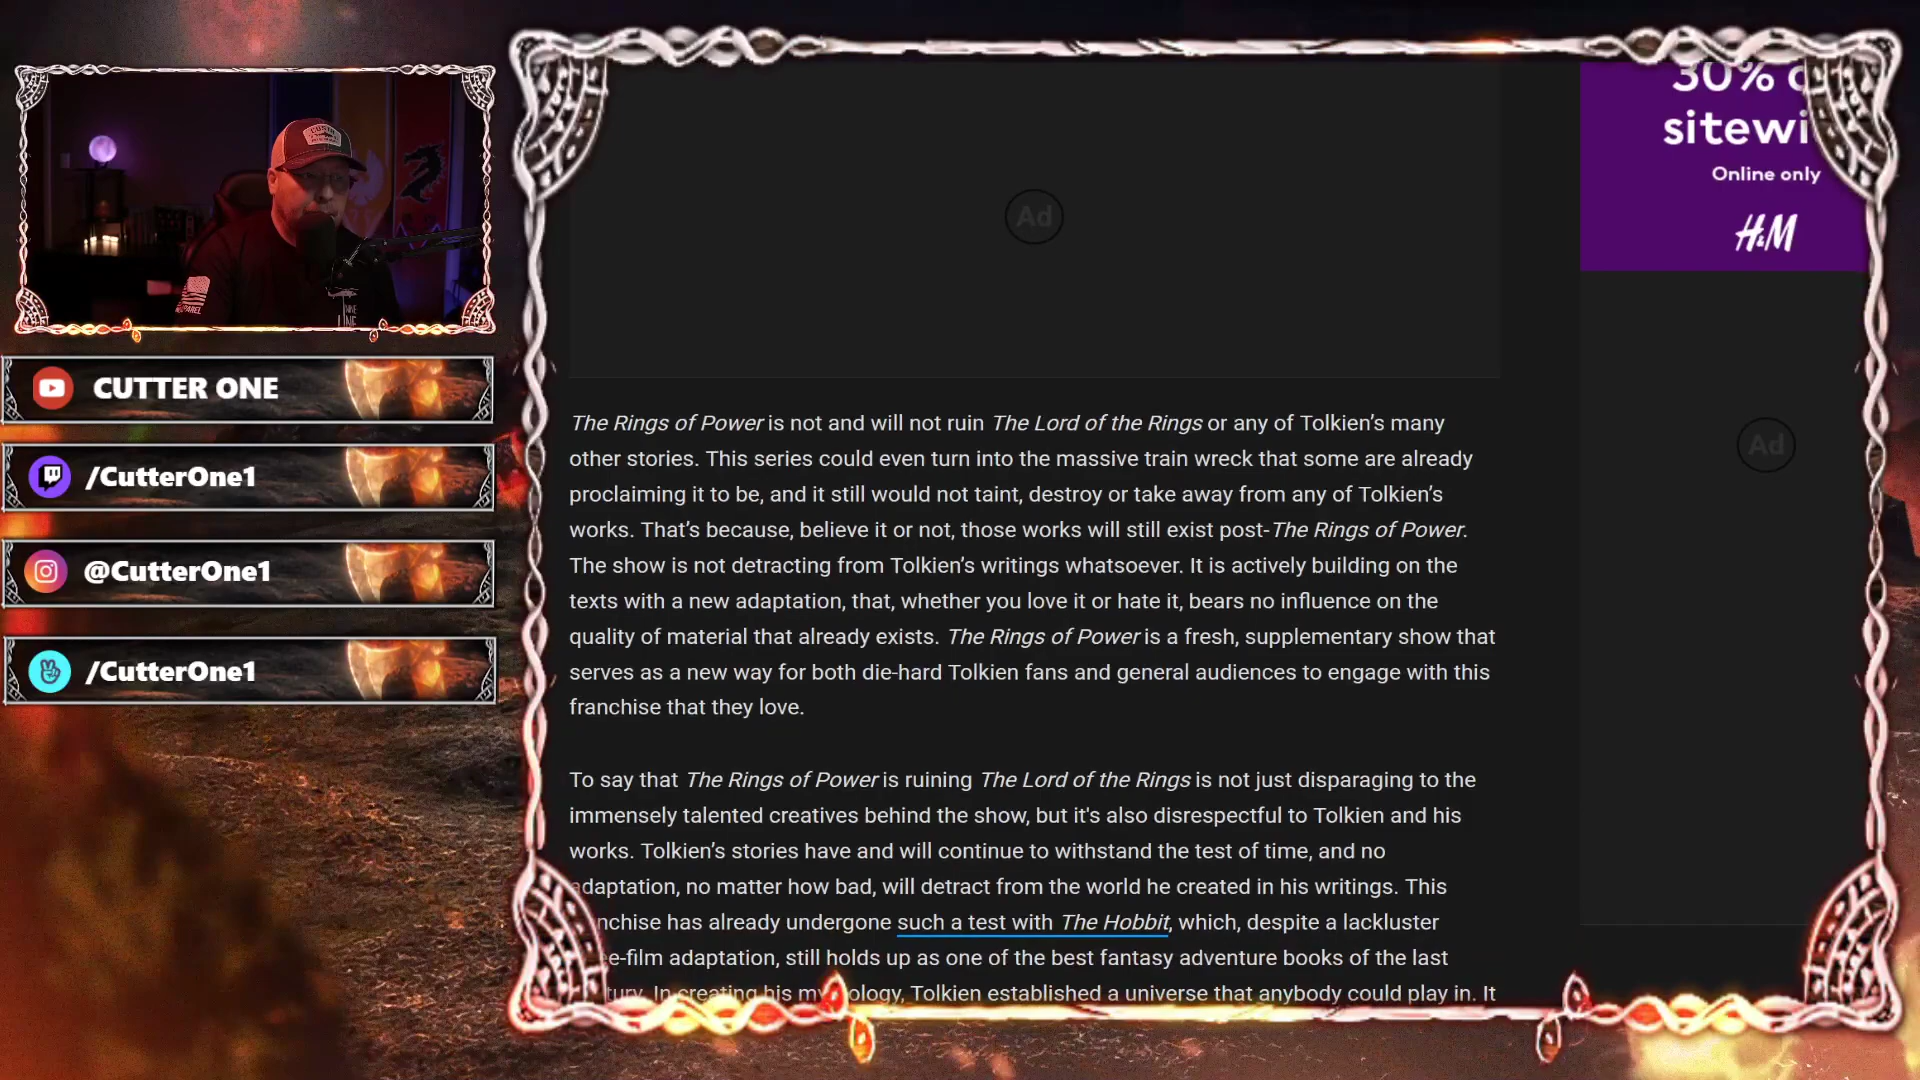 CUTTER ONE
/CutterOne1
@CutterOne1
/CutterOne1
Ad
30%
Online only
H&M
Ad
The Rings of Power is not and will not ruin The Lord of the Rings or any of Tolkien’s many
other stories. This series could even turn into the massive train wreck that some are already
proclaiming it to be, and it still would not taint, destroy or take away from any of Tolkien’s
works. That’s because, believe it or not, those works will still exist post-The Rings of Power.
The show is not detracting from Tolkien’s writings whatsoever. It is actively building on the
texts with a new adaptation, that, whether you love it or hate it, bears no influence on the
quality of material that already exists. The Rings of Power is a fresh, supplementary show that
serves as a new way for both die-hard Tolkien fans and general audiences to engage with this
franchise that they love.
To say that The Rings of Power is ruining The Lord of the Rings is not just disparaging to the
immensely talented creatives behind the show, but it's also disrespectful to Tolkien and his
works. Tolkien’s stories have and will continue to withstand the test of time, and no
adaptation, no matter how bad, will detract from the world he created in his writings. This
has already undergone such a test with The Hobbit, which, despite a lackluster
adaptation, still holds up as one of the best fantasy adventure books of the last
In creating his Tolkien established a universe that anybody could play in. It